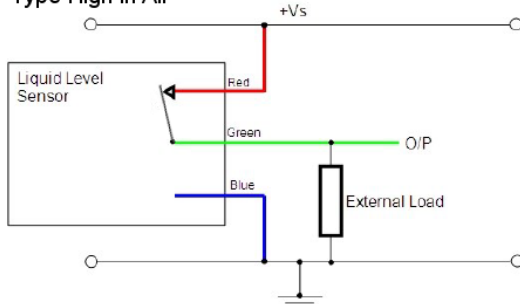 Type High in Air
+Vs
Liquid Level
Sensor
Red
Green
O/P
Blue
External Load